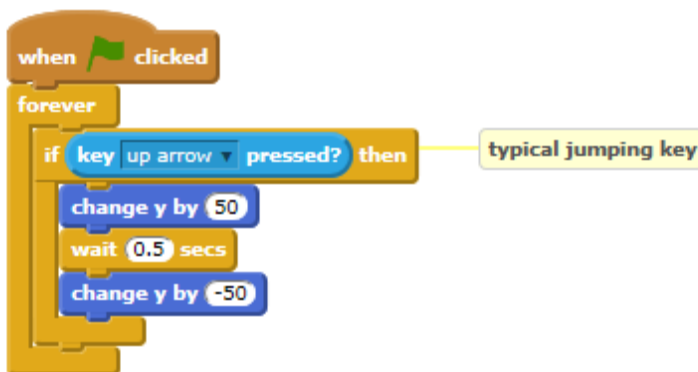 when clicked
forever
if key up arrow pressed? then
typical jumping key
change y by 50
wait 0.5 secs
change y by -50